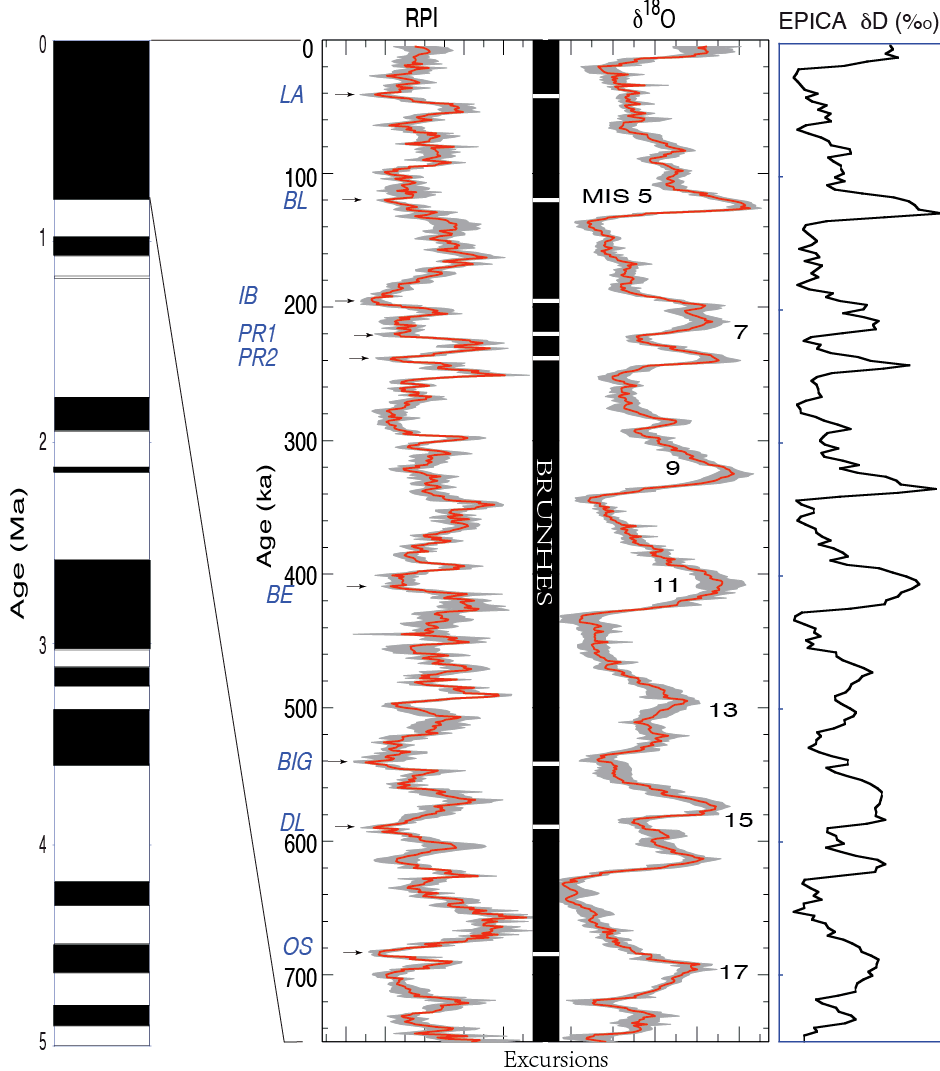 RPI
δ18O
EPICA δD (‰)
0
1
2
3
4
5
Age (Ma)
0
100
200
300
400
500
600
700
Age (ka)
LA
BL
IB
PR1
PR2
BE
BIG
DL
OS
BRUNHES
MIS 5
7
9
11
13
15
17
Excursions